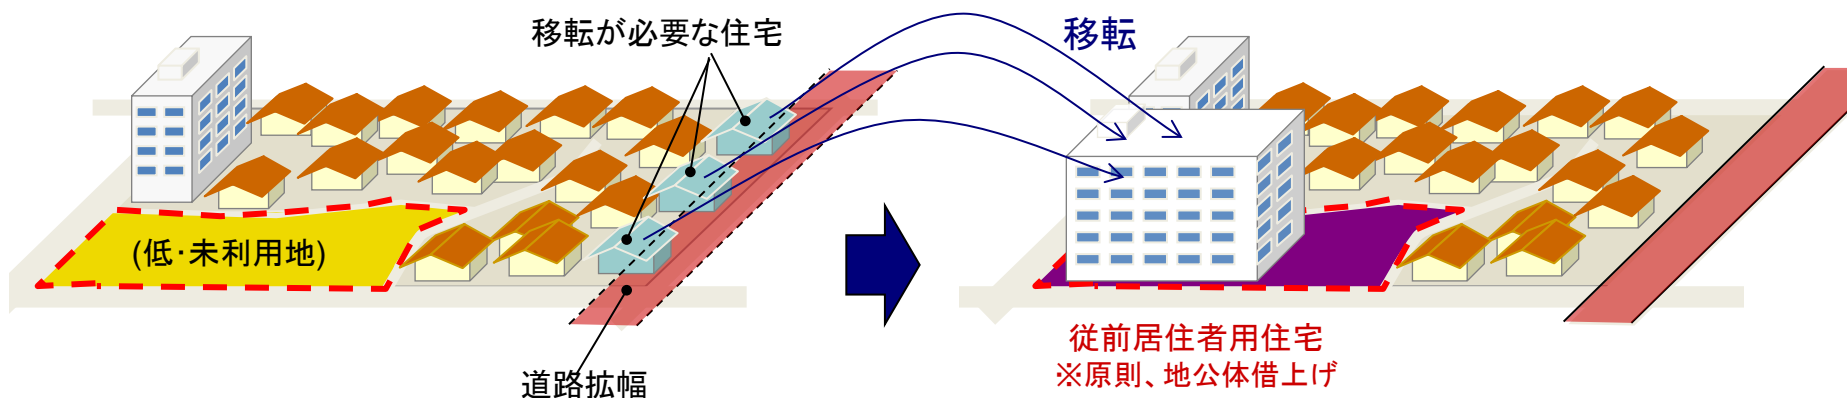 移転が必要な住宅
移転
(低・未利用地)
道路拡幅
従前居住者用住宅
※原則、地公体借上げ